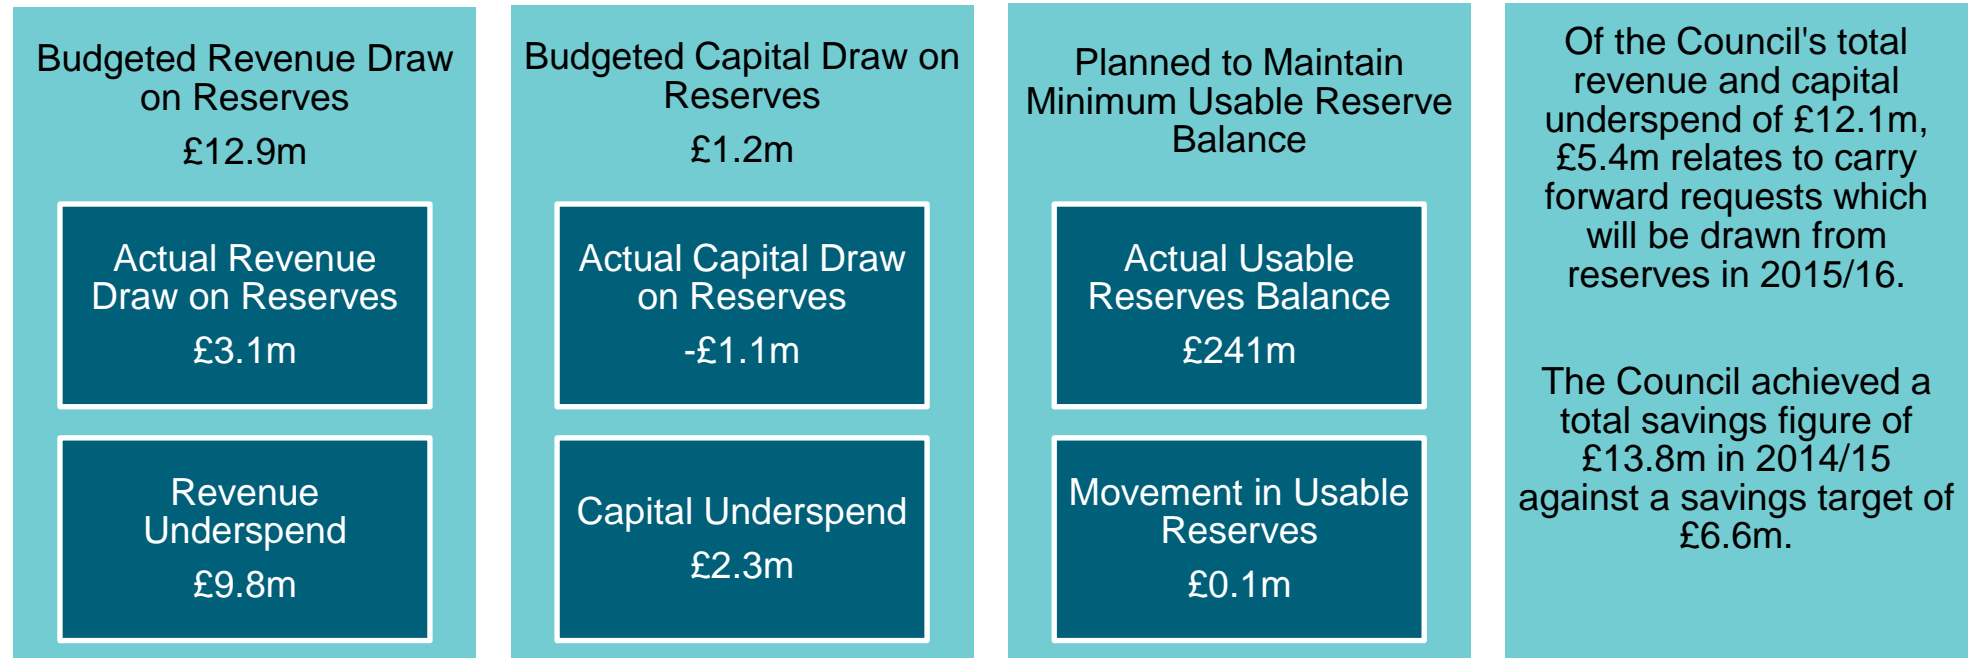 Budgeted Revenue Draw
on Reserves
£12.9m
Actual Revenue
Draw on Reserves
£3.1m
Revenue
Underspend
£9.8m
Budgeted Capital Draw on
Reserves
£1.2m
Actual Capital Draw
on Reserves
-£1.1m
Capital Underspend
£2.3m
Planned to Maintain
Minimum Usable Reserve
Balance
Actual Usable
Reserves Balance
£241m
Movement in Usable
Reserves
£0.1m
Of the Council's total
revenue and capital
underspend of £12.1m,
£5.4m relates to carry
forward requests which
will be drawn from
reserves in 2015/16.
The Council achieved a
total savings figure of
£13.8m in 2014/15
against a savings target of
£6.6m.